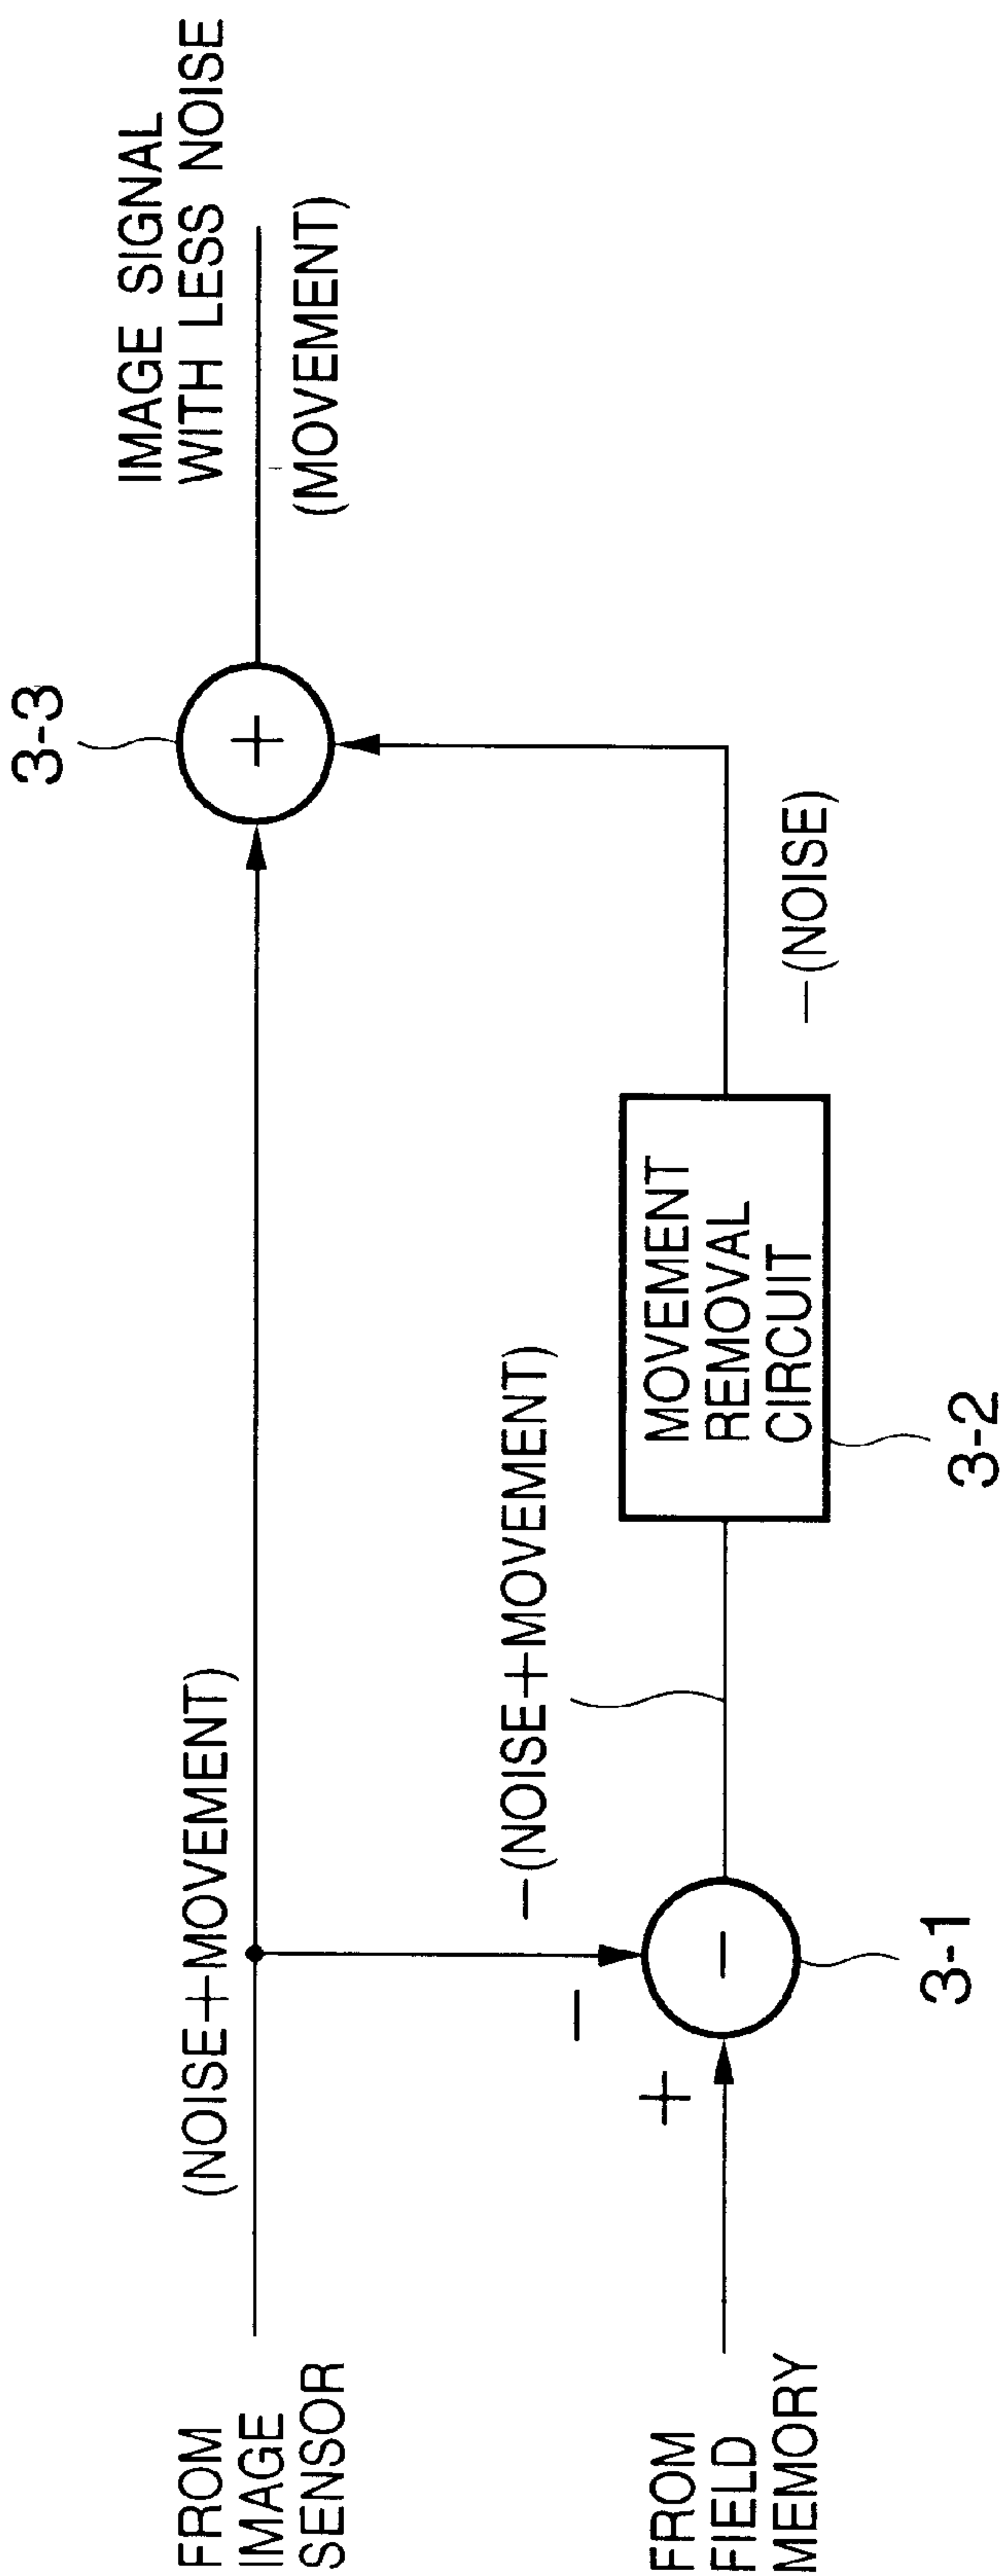 FROM
IMAGE
SENSOR
(NOISE+MOVEMENT)
3-3
+
IMAGE SIGNAL
WITH LESS NOISE
(MOVEMENT)
FROM
FIELD
MEMORY
+
−
−
3-1
−(NOISE+MOVEMENT)
MOVEMENT
REMOVAL
CIRCUIT
3-2
−(NOISE)